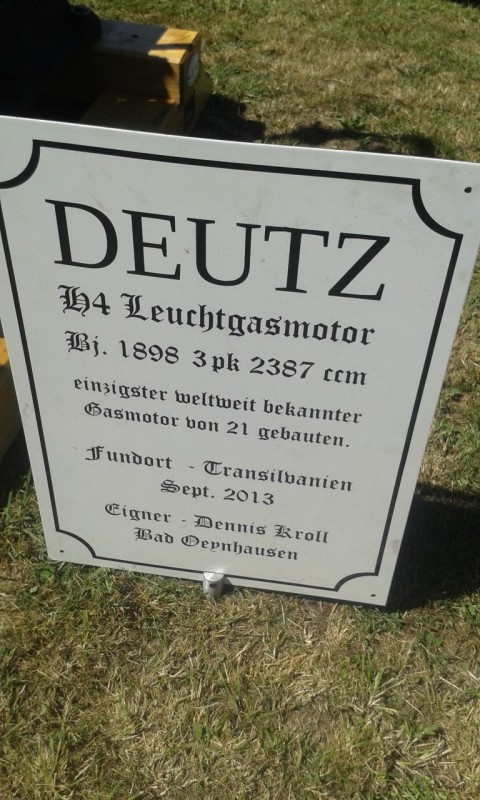 DEUTZ
H4 Leuchtgasmotor
Bj. 1898 3pk 2387 ccm
einzigster weltweit bekannter
Gasmotor von 21 gebauten.
Fundort - Transilvanien
Sept. 2013
Eigner - Dennis Kroll
Bad Oeynhausen